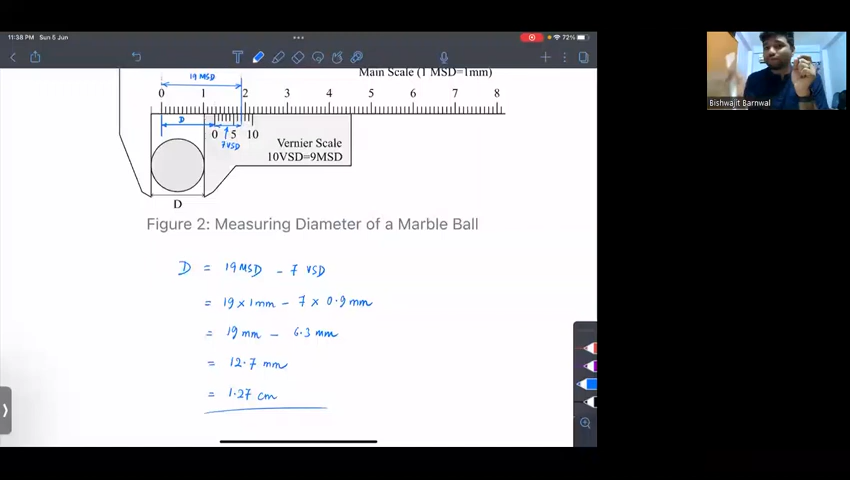 11:38 PM Sun 6 Jun
72%
Main Scale (1 MSD=1mm)
19 MSD
0 1 2 3 4 5 6 7 8
D
0 5 10
7 VSD
Vernier Scale
10VSD=9MSD
D
Figure 2: Measuring Diameter of a Marble Ball
D = 19 MSD - 7 VSD
= 19 x 1mm - 7 x 0.9 mm
= 19 mm - 6.3 mm
= 12.7 mm
= 1.27 cm
Bishwajit Barnwal